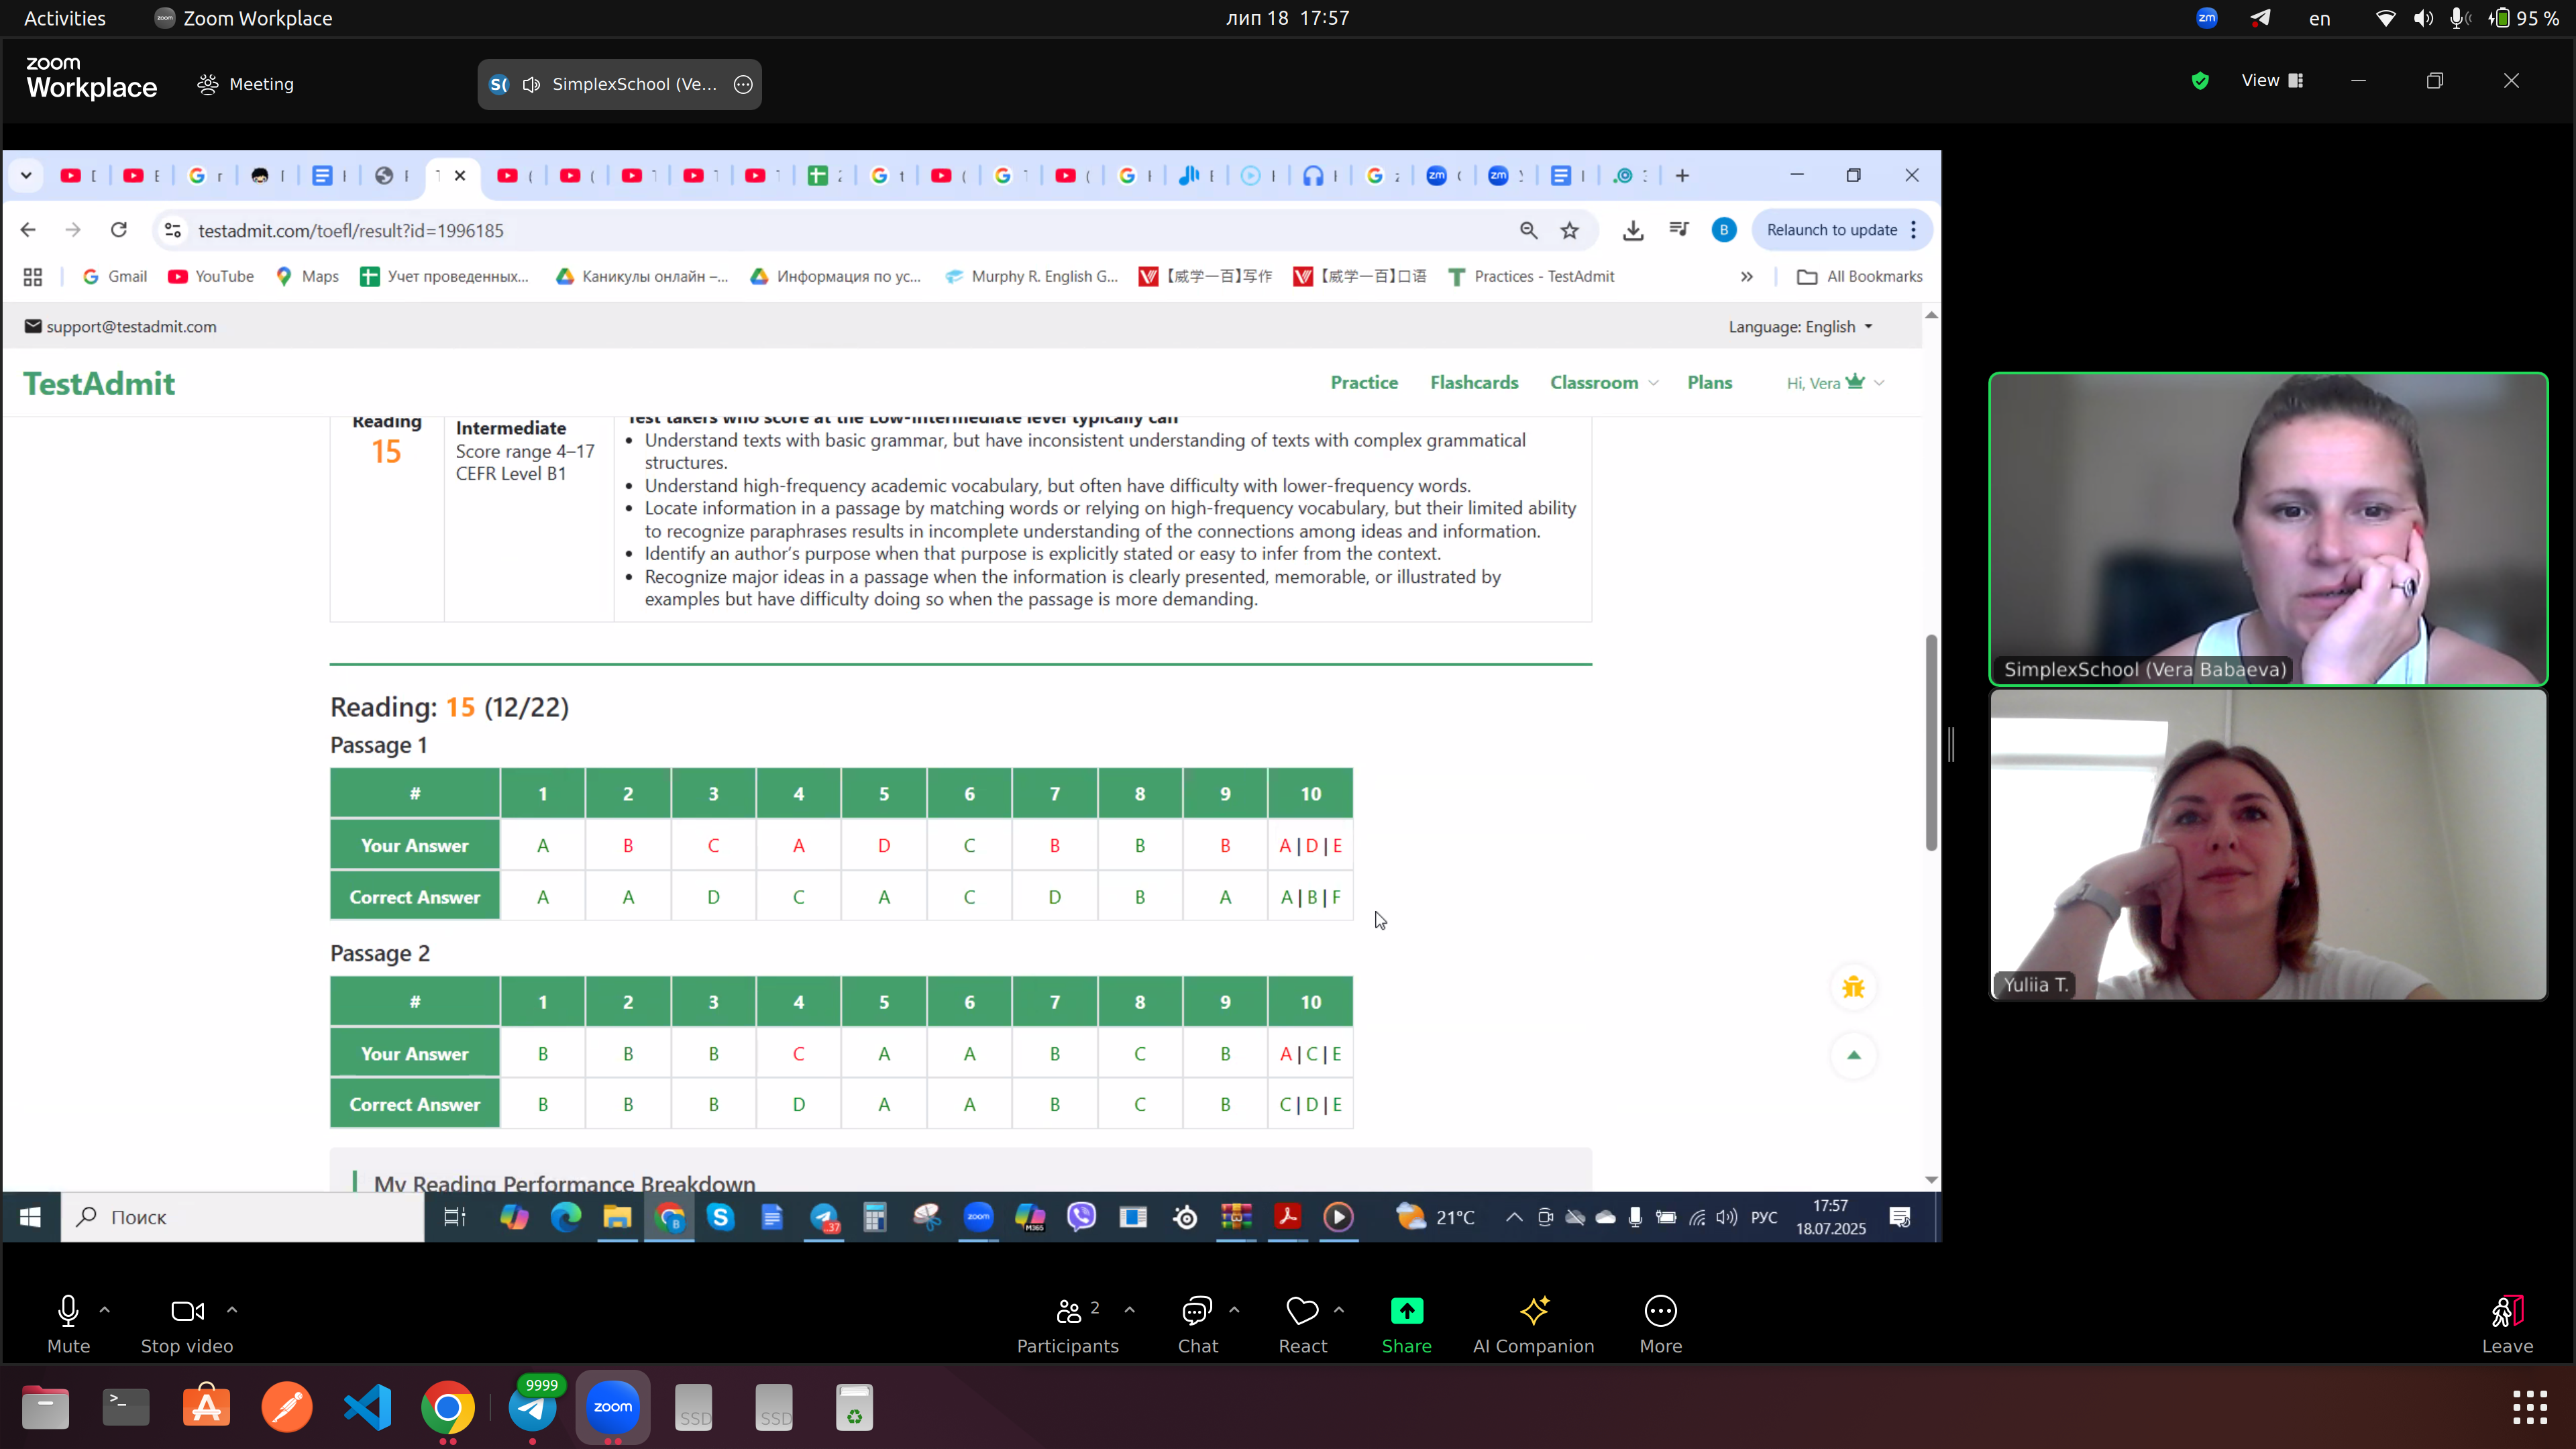 Activities
Zoom Workplace
лип 18 17:57
en
95 %
zoom
Workplace
Meeting
SimplexSchool (Ve...
View
testadmit.com/toefl/result?id=1996185
Relaunch to update
Gmail
YouTube
Maps
Учет проведенных...
Каникулы онлайн –...
Информация по ус...
Murphy R. English G...
【威学一百】写作
【威学一百】口语
Practices - TestAdmit
All Bookmarks
support@testadmit.com
Language: English
TestAdmit
Practice
Flashcards
Classroom
Plans
Hi, Vera
Reading
15
Intermediate
Score range 4–17
CEFR Level B1
Test takers who score at the Low-Intermediate level typically can
• Understand texts with basic grammar, but have inconsistent understanding of texts with complex grammatical
structures.
• Understand high-frequency academic vocabulary, but often have difficulty with lower-frequency words.
• Locate information in a passage by matching words or relying on high-frequency vocabulary, but their limited ability
to recognize paraphrases results in incomplete understanding of the connections among ideas and information.
• Identify an author's purpose when that purpose is explicitly stated or easy to infer from the context.
• Recognize major ideas in a passage when the information is clearly presented, memorable, or illustrated by
examples but have difficulty doing so when the passage is more demanding.
Reading: 15 (12/22)
Passage 1
# 1 2 3 4 5 6 7 8 9 10
Your Answer A B C A D C B B B A|D|E
Correct Answer A A D C A C D B A A|B|F
Passage 2
# 1 2 3 4 5 6 7 8 9 10
Your Answer B B B C A A B C B A|C|E
Correct Answer B B B D A A B C B C|D|E
My Reading Performance Breakdown
SimplexSchool (Vera Babaeva)
Yuliia T.
Поиск
37
21°C
РУС
17:57
18.07.2025
Mute
Stop video
2
Participants
Chat
React
Share
AI Companion
More
Leave
9999
zoom
SSD
SSD